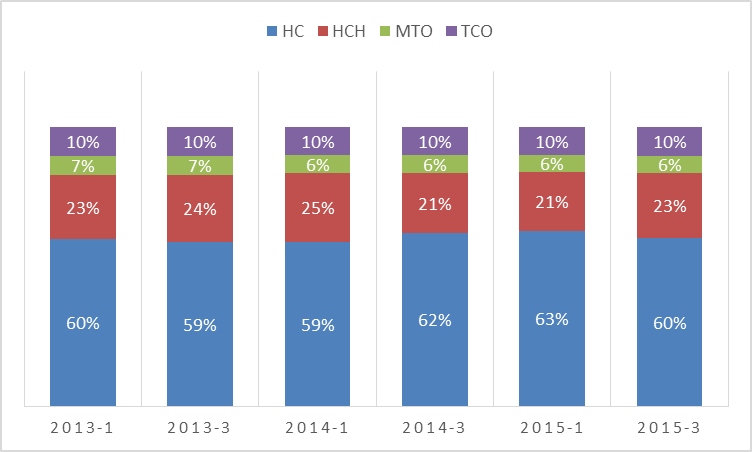 HC HCH MTO TCO
10% 10% 10% 10% 10% 10%
7% 7% 6% 6% 6% 6%
23% 24% 25% 21% 21% 23%
60% 59% 59% 62% 63% 60%
2013-1 2013-3 2014-1 2014-3 2015-1 2015-3